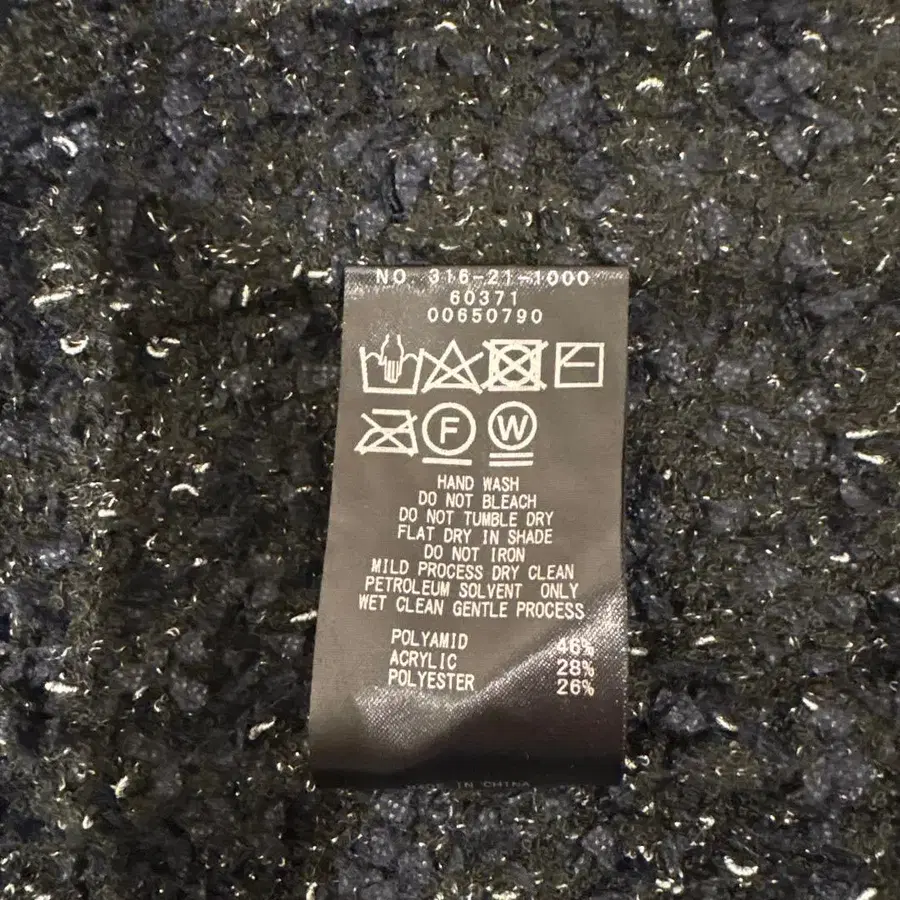 NO 316-21-1000
60371
00650790
F W
HAND WASH
DO NOT BLEACH
DO NOT TUMBLE DRY
FLAT DRY IN SHADE
DO NOT IRON
MILD PROCESS DRY CLEAN
PETROLEUM SOLVENT ONLY
WET CLEAN GENTLE PROCESS
POLYAMID 46%
ACRYLIC 28%
POLYESTER 26%
IN CHINA